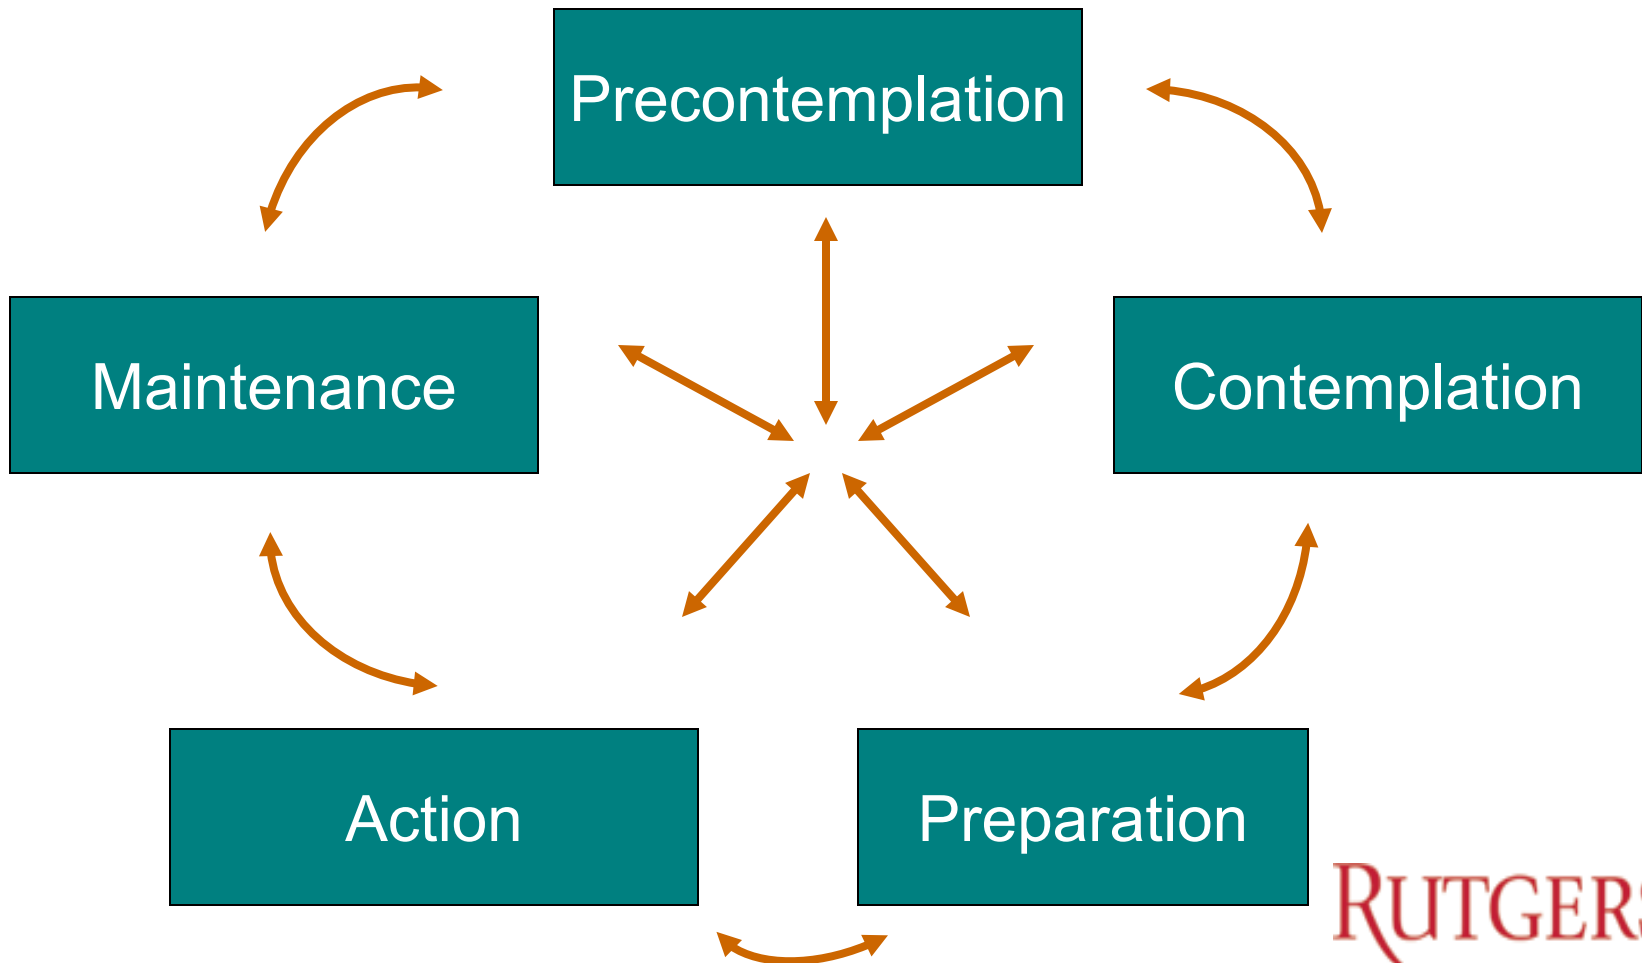 Precontemplation
Maintenance
Contemplation
Action
Preparation
RUTGERS